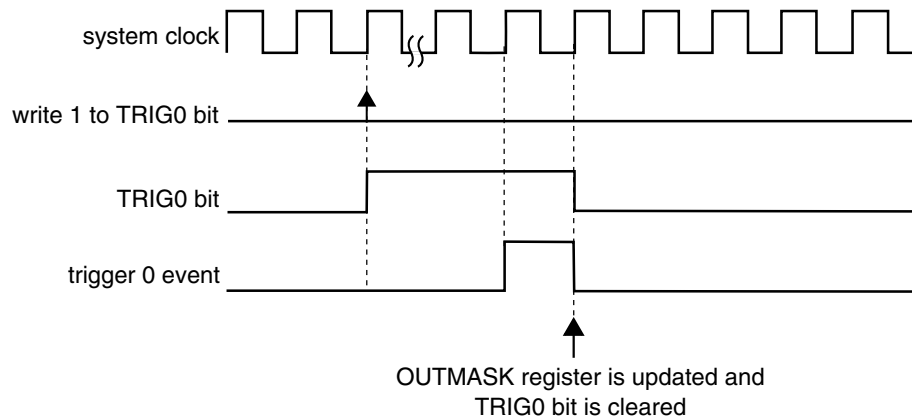 system clock
write 1 to TRIG0 bit
TRIG0 bit
trigger 0 event
OUTMASK register is updated and
TRIG0 bit is cleared